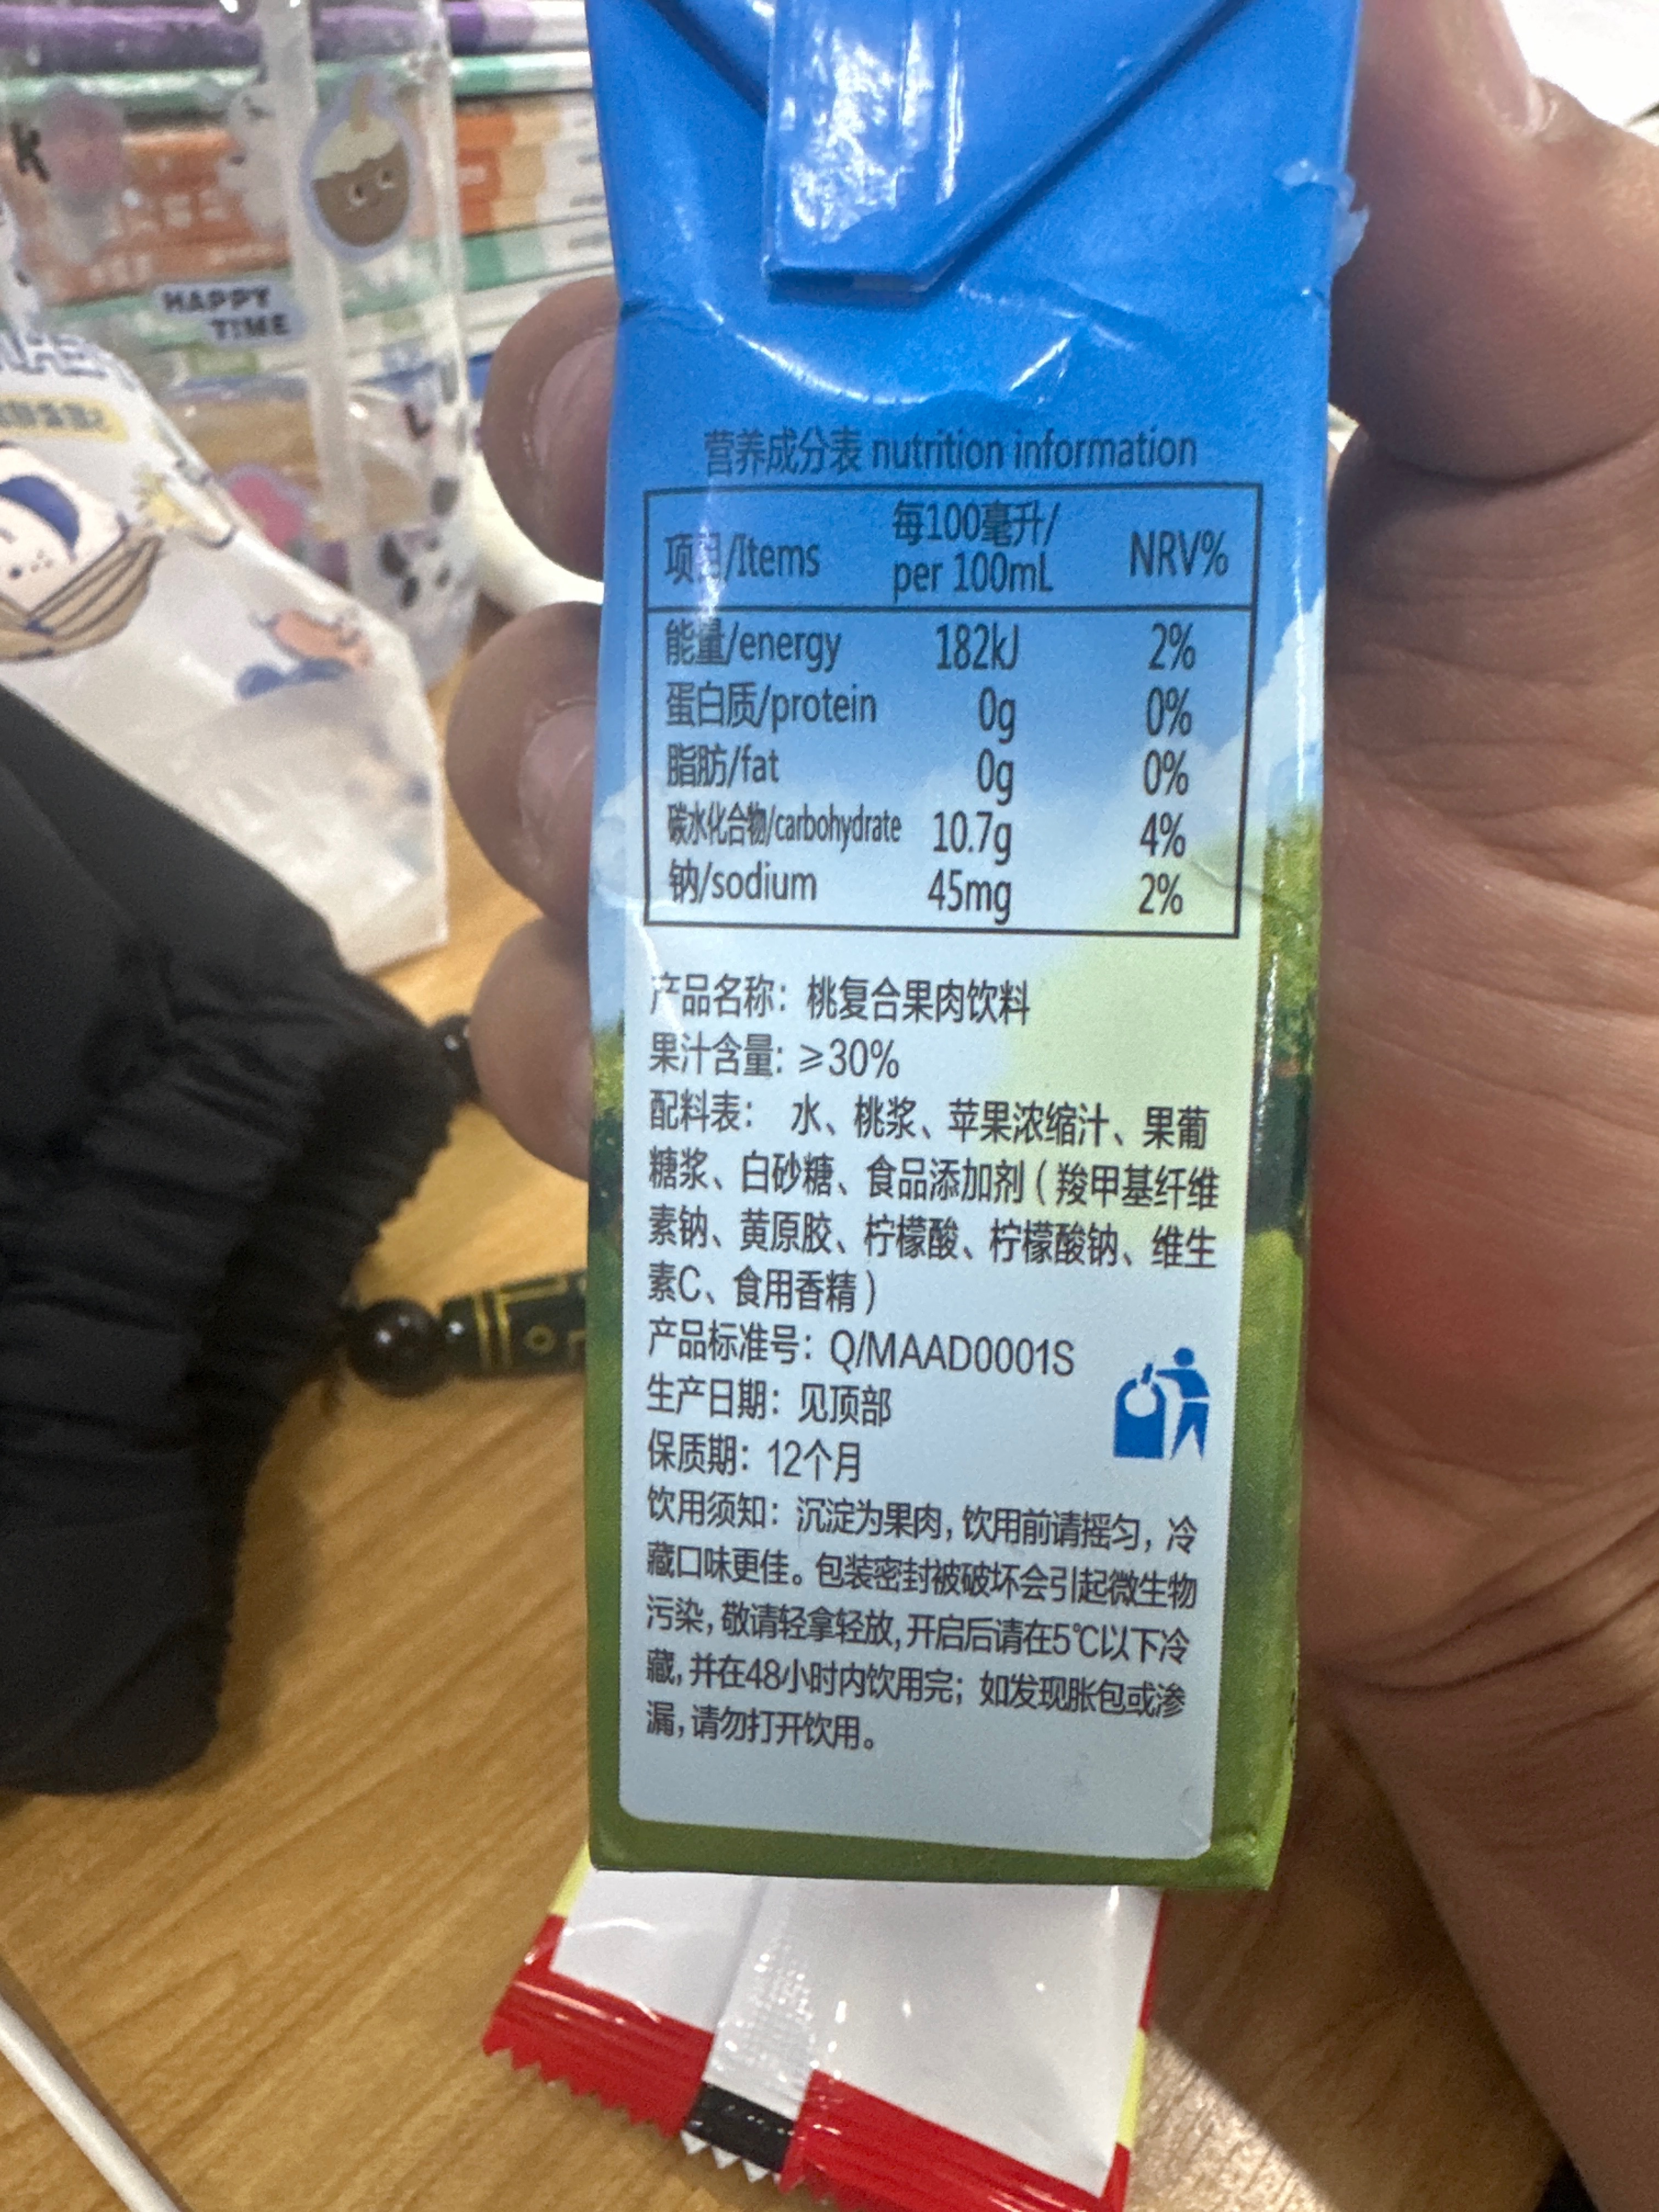 K
HAPPY
TIME
L
营养成分表 nutrition information
项目/Items 每100毫升/ per 100mL NRV%
能量/energy 182kJ 2%
蛋白质/protein 0g 0%
脂肪/fat 0g 0%
碳水化合物/carbohydrate 10.7g 4%
钠/sodium 45mg 2%
产品名称：桃复合果肉饮料
果汁含量：≥30%
配料表： 水、桃浆、苹果浓缩汁、果葡
糖浆、白砂糖、食品添加剂（羧甲基纤维
素钠、黄原胶、柠檬酸、柠檬酸钠、维生
素C、食用香精）
产品标准号：Q/MAAD0001S
生产日期：见顶部
保质期：12个月
饮用须知：沉淀为果肉，饮用前请摇匀，冷
藏口味更佳。包装密封被破坏会引起微生物
污染，敬请轻拿轻放，开启后请在5℃以下冷
藏，并在48小时内饮用完；如发现胀包或渗
漏，请勿打开饮用。